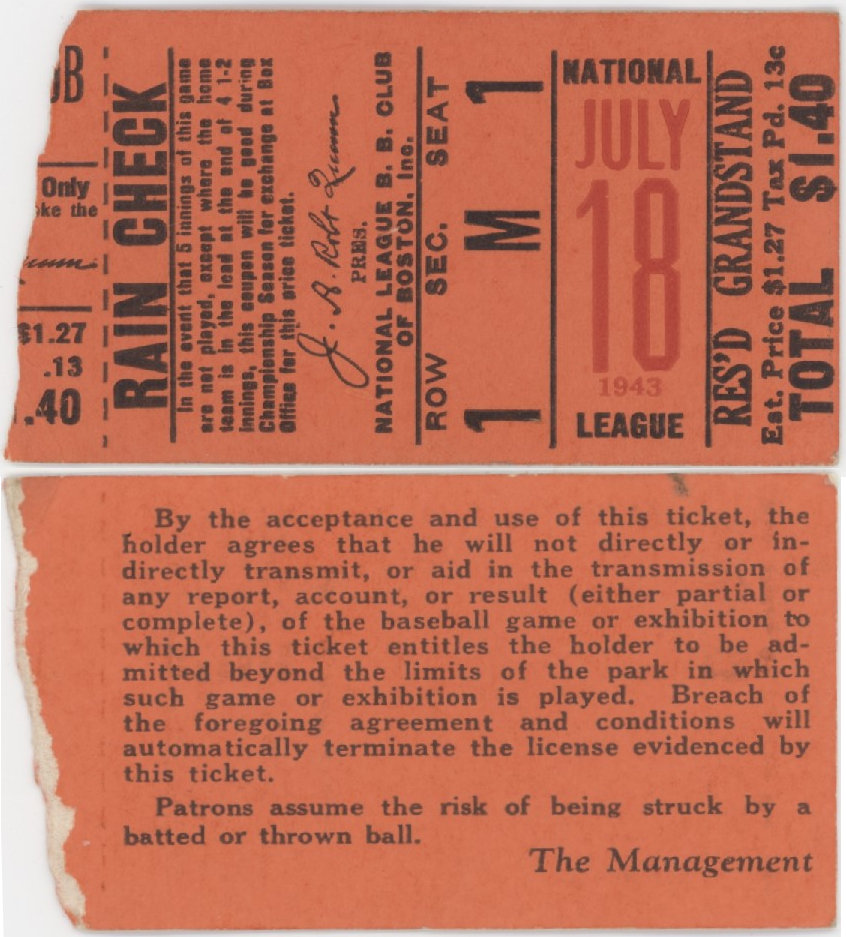 UB
Only
oke the
$1.27
.13
1.40
RAIN CHECK
In the event that 5 innings of this game
are not played, except where the home
team is in the lead at the end of 4 1-2
innings, this coupon will be good during
Championship Season for exchange at Box
Office for this price ticket.
J. A. Robt Quinn
PRES.
NATIONAL LEAGUE B. B. CLUB
OF BOSTON, Inc.
ROW SEC. SEAT
1 M 1
NATIONAL
JULY
18
1943
LEAGUE
RES'D GRANDSTAND
Est. Price $1.27 Tax Pd. 13c
TOTAL $1.40
By the acceptance and use of this ticket, the
holder agrees that he will not directly or in-
directly transmit, or aid in the transmission of
any report, account, or result (either partial or
complete), of the baseball game or exhibition to
which this ticket entitles the holder to be ad-
mitted beyond the limits of the park in which
such game or exhibition is played. Breach of
the foregoing agreement and conditions will
automatically terminate the license evidenced by
this ticket.
Patrons assume the risk of being struck by a
batted or thrown ball.
The Management